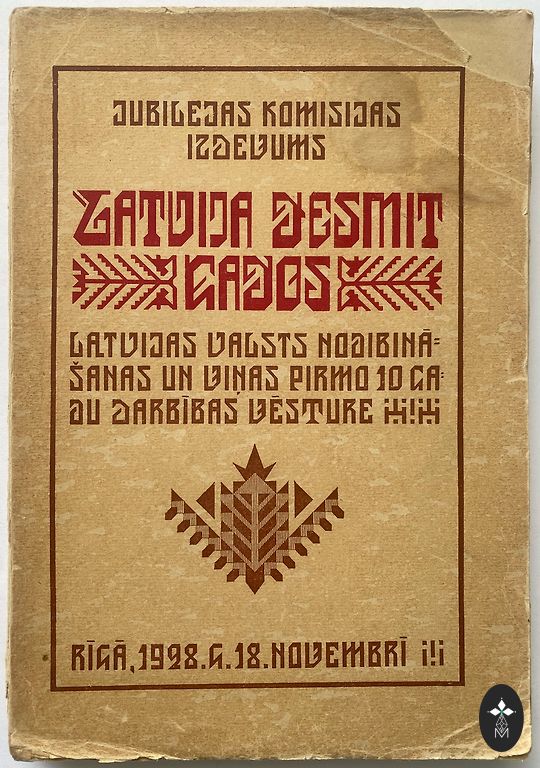 JUBILEJAS KOMISIJAS
IZDEVUMS
LATVIJA DESMIT
GADOS
LATVIJAS VALSTS NODIBINĀ=
ŠANAS UN VIŅAS PIRMO 10 GA=
DU DARBĪBAS VĒSTURE
RĪGĀ, 1928. G. 18. NOVEMBRĪ
M